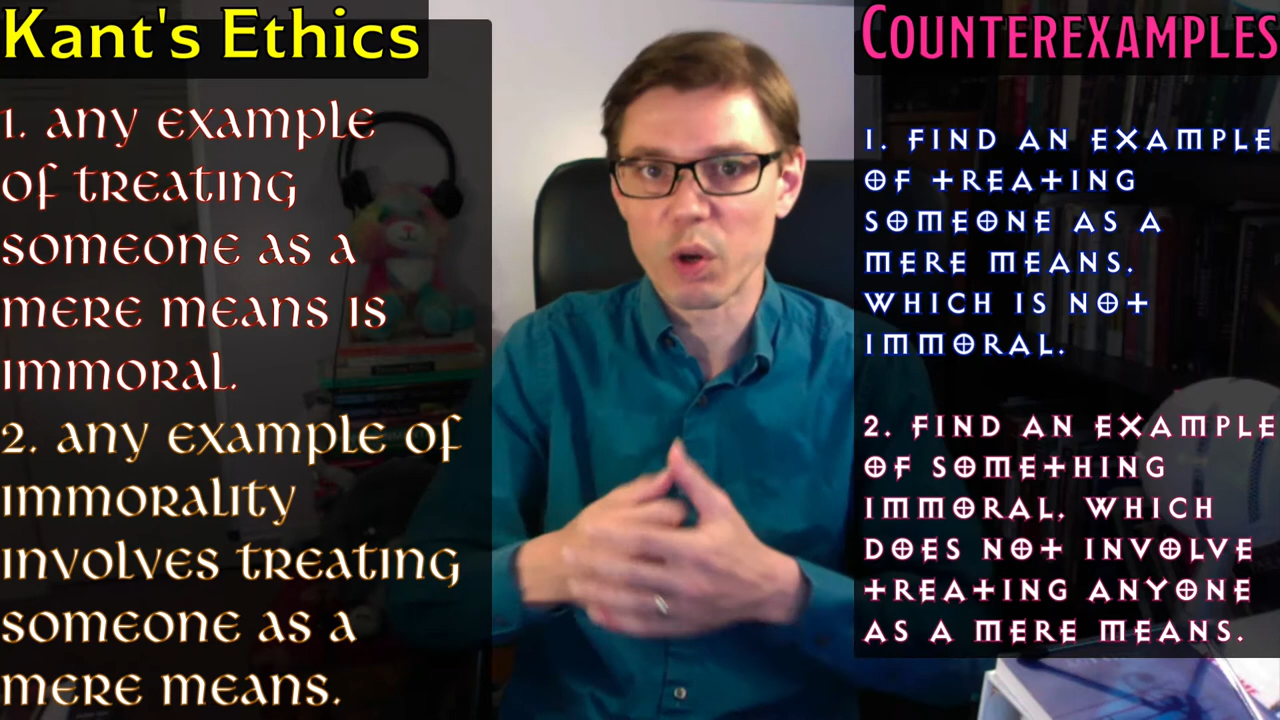 Kant's Ethics
1. any example
of treating
someone as a
mere means is
immoral.
2. any example of
immorality
involves treating
someone as a
mere means.
COUNTEREXAMPLES
1. FIND AN EXAMPLE
OF TREATING
SOMEONE AS A
MERE MEANS.
WHICH IS NOT
IMMORAL.
2. FIND AN EXAMPLE
OF SOMETHING
IMMORAL, WHICH
DOES NOT INVOLVE
TREATING ANYONE
AS A MERE MEANS.